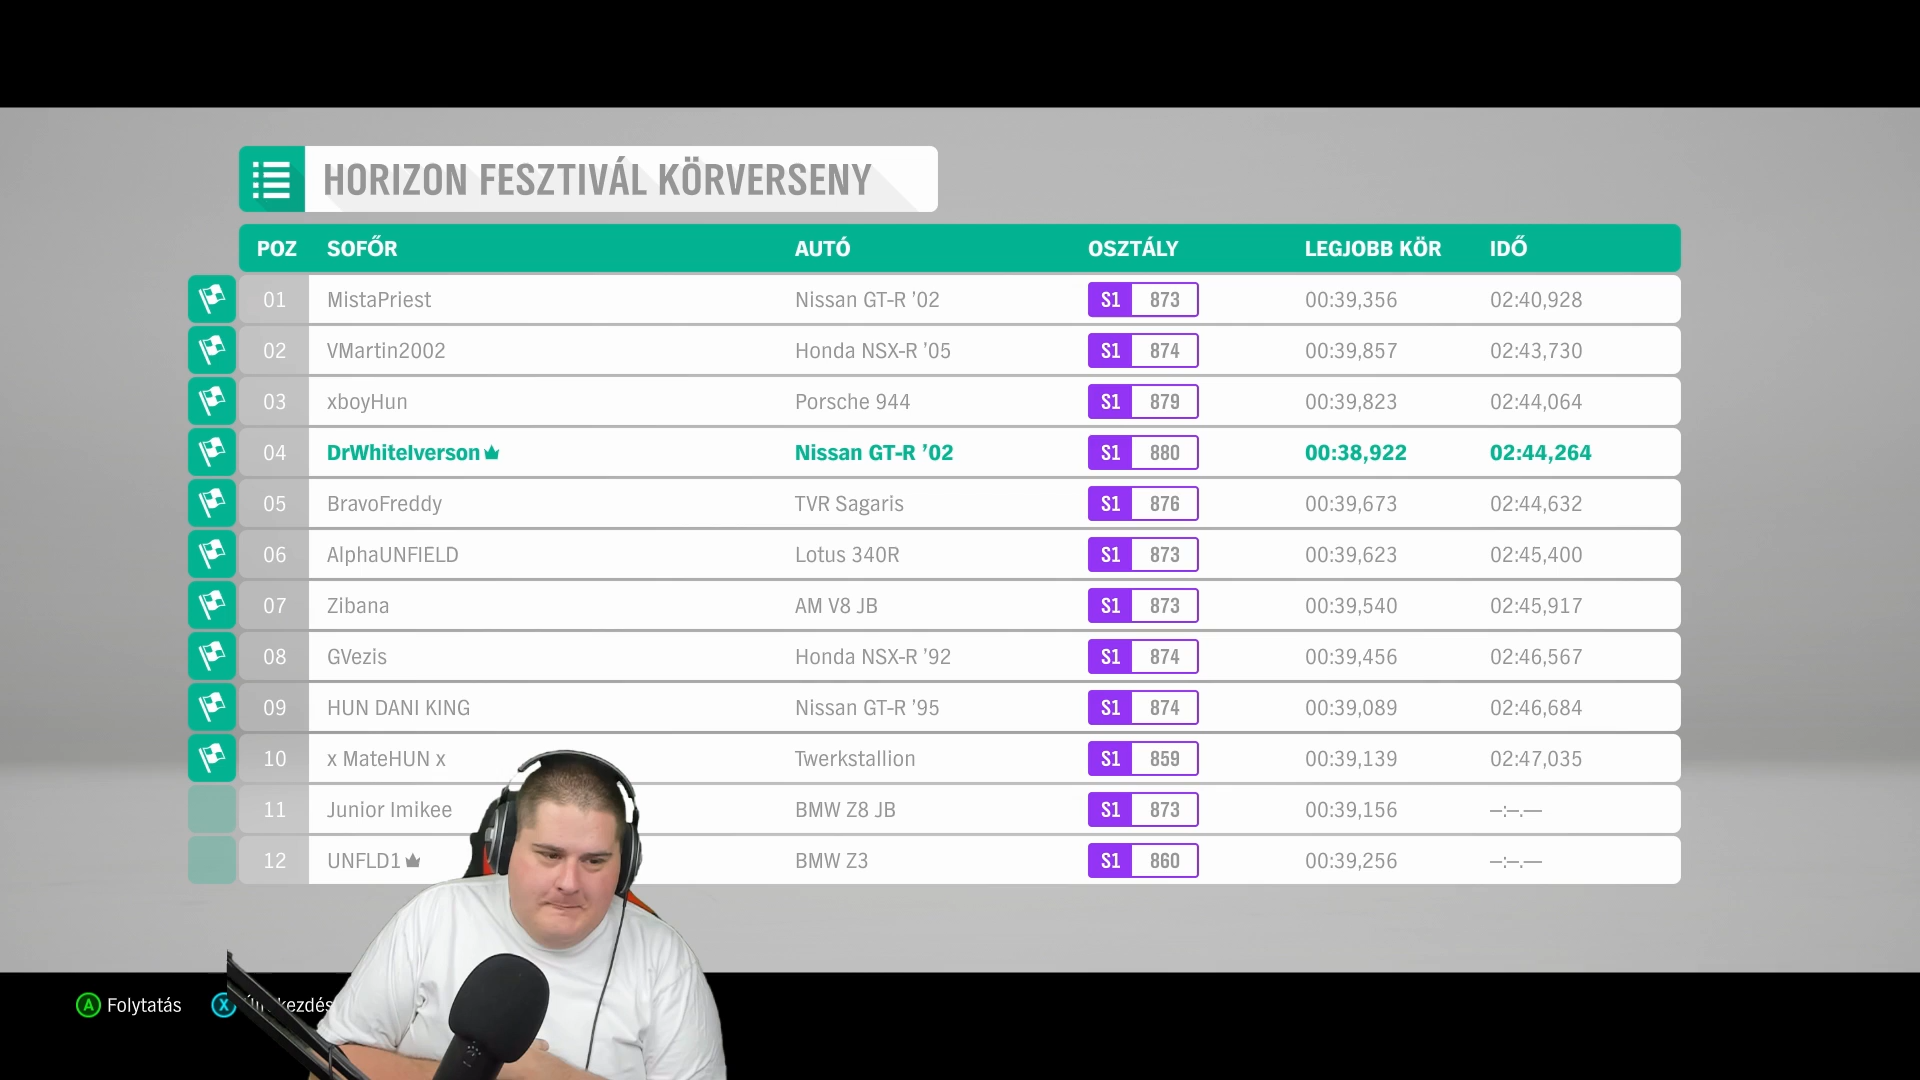 HORIZON FESZTIVÁL KÖRVERSENY
POZ SOFŐR AUTÓ OSZTÁLY LEGJOBB KÖR IDŐ
01 MistaPriest Nissan GT-R ’02 S1 873 00:39,356 02:40,928
02 VMartin2002 Honda NSX-R ’05 S1 874 00:39,857 02:43,730
03 xboyHun Porsche 944 S1 879 00:39,823 02:44,064
04 DrWhiteIverson Nissan GT-R ’02 S1 880 00:38,922 02:44,264
05 BravoFreddy TVR Sagaris S1 876 00:39,673 02:44,632
06 AlphaUNFIELD Lotus 340R S1 873 00:39,623 02:45,400
07 Zibana AM V8 JB S1 873 00:39,540 02:45,917
08 GVezis Honda NSX-R ’92 S1 874 00:39,456 02:46,567
09 HUN DANI KING Nissan GT-R ’95 S1 874 00:39,089 02:46,684
10 x MateHUN x Twerkstallion S1 859 00:39,139 02:47,035
11 Junior Imikee BMW Z8 JB S1 873 00:39,156 –:–.––
12 UNFLD1 BMW Z3 S1 860 00:39,256 –:–.––
A Folytatás X